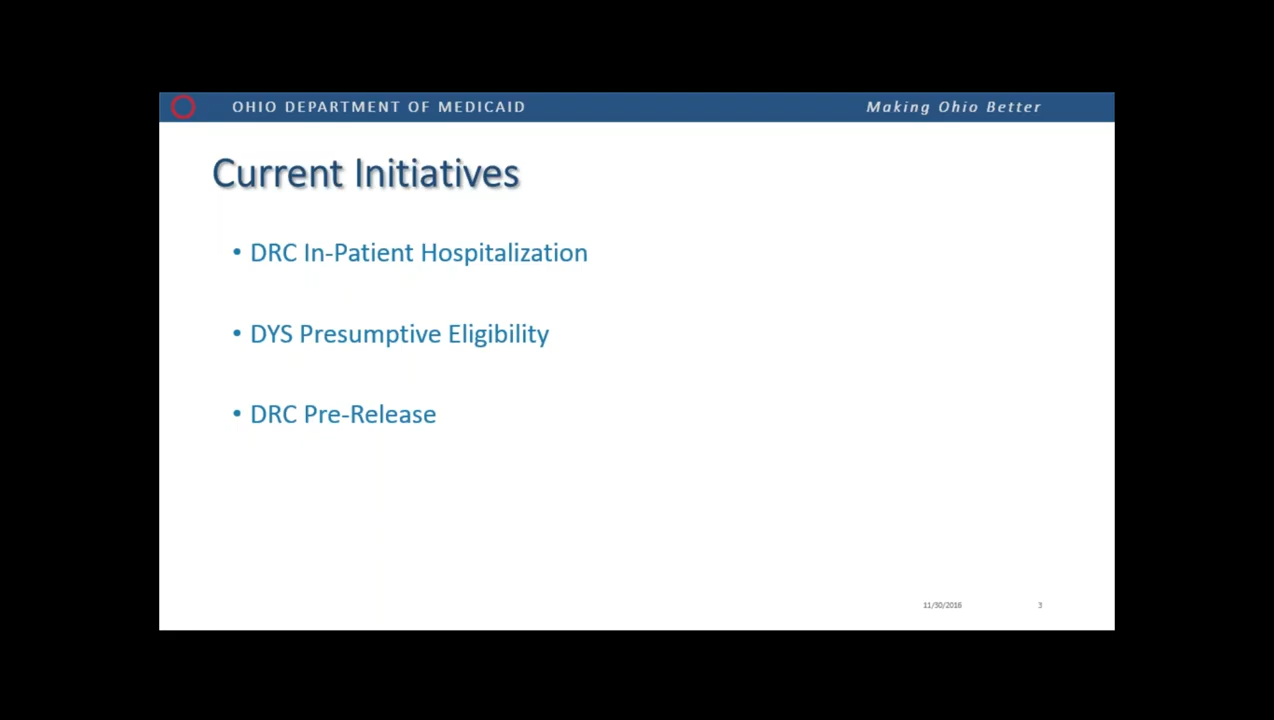 OHIO DEPARTMENT OF MEDICAID Making Ohio Better
Current Initiatives
• DRC In-Patient Hospitalization
• DYS Presumptive Eligibility
• DRC Pre-Release
11/30/2016 3